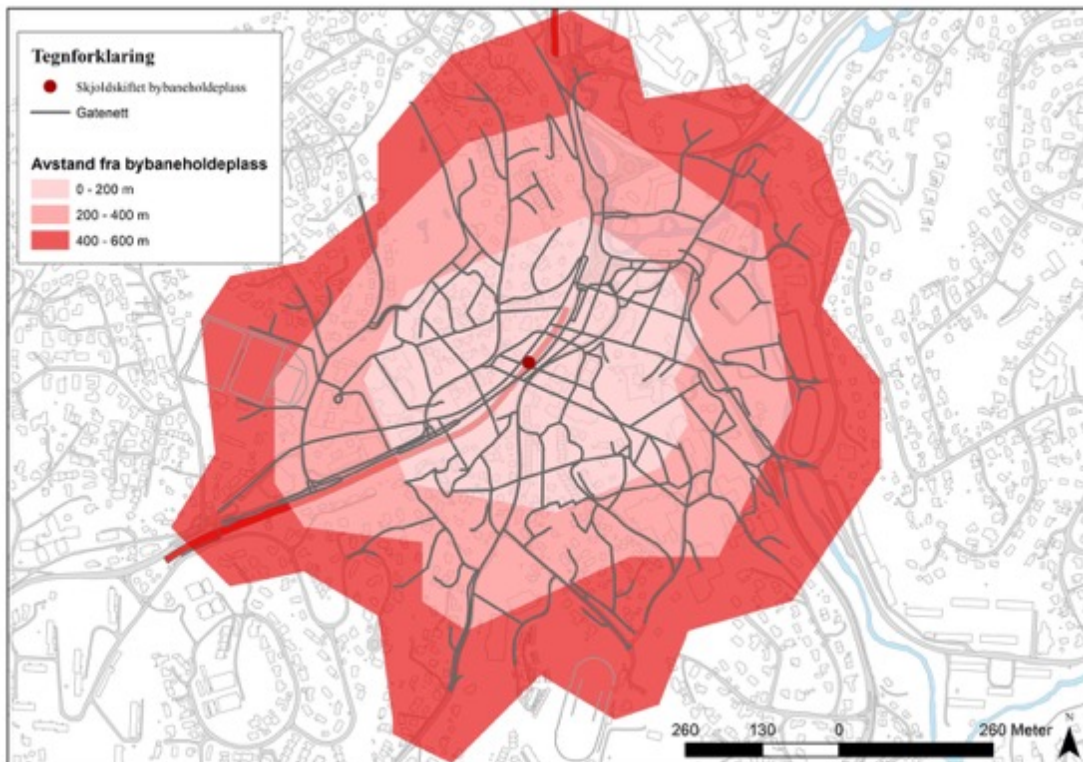 Tegnforklaring
Skjoldskiftet bybaneholdeplass
Gatenett
Avstand fra bybaneholdeplass
0 - 200 m
200 - 400 m
400 - 600 m
260 130 0 260 Meter
N